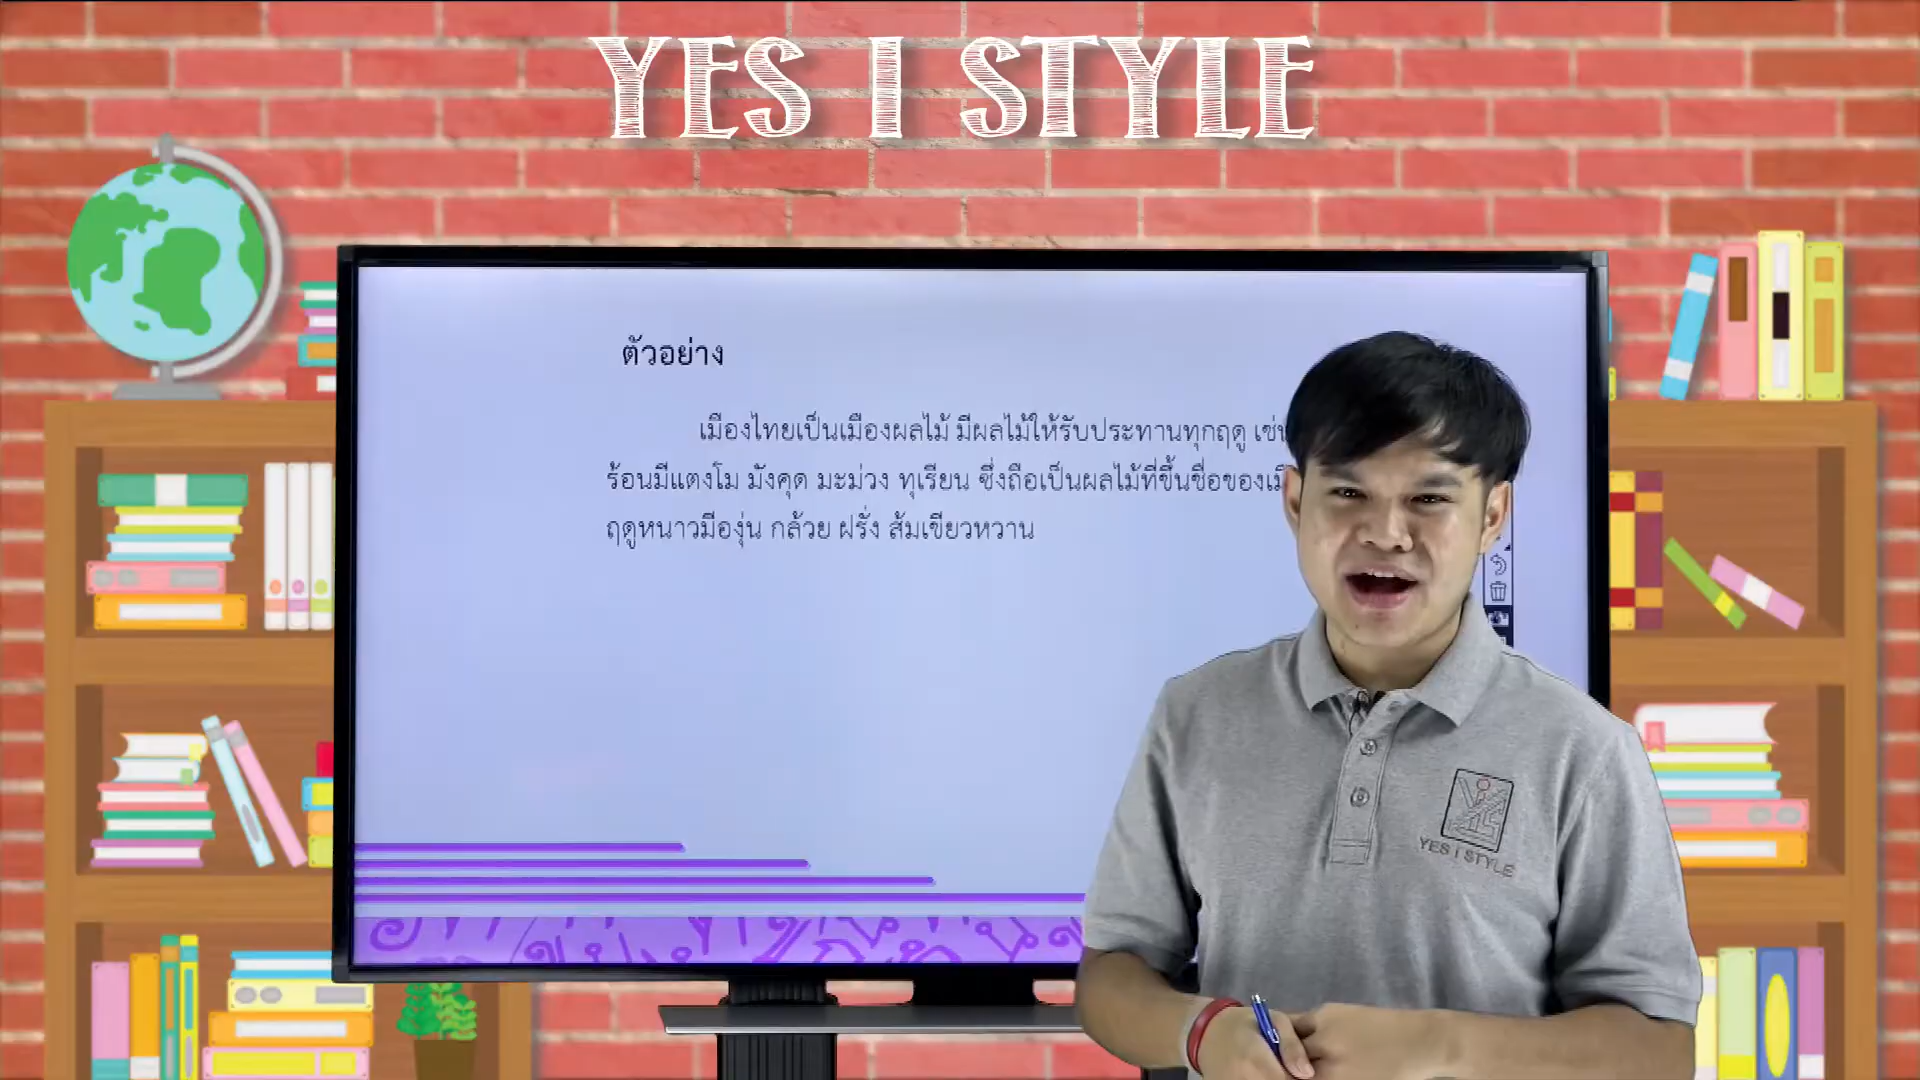 YES I STYLE
ตัวอย่าง
เมืองไทยเป็นเมืองผลไม้ มีผลไม้ให้รับประทานทุกฤดู
ร้อนมีแตงโม มังคุด มะม่วง ทุเรียน ซึ่งถือเป็นผลไม้ที่ขึ้นชื่อของ
ฤดูหนาวมีองุ่น กล้วย ฝรั่ง ส้มเขียวหวาน
YES I STYLE